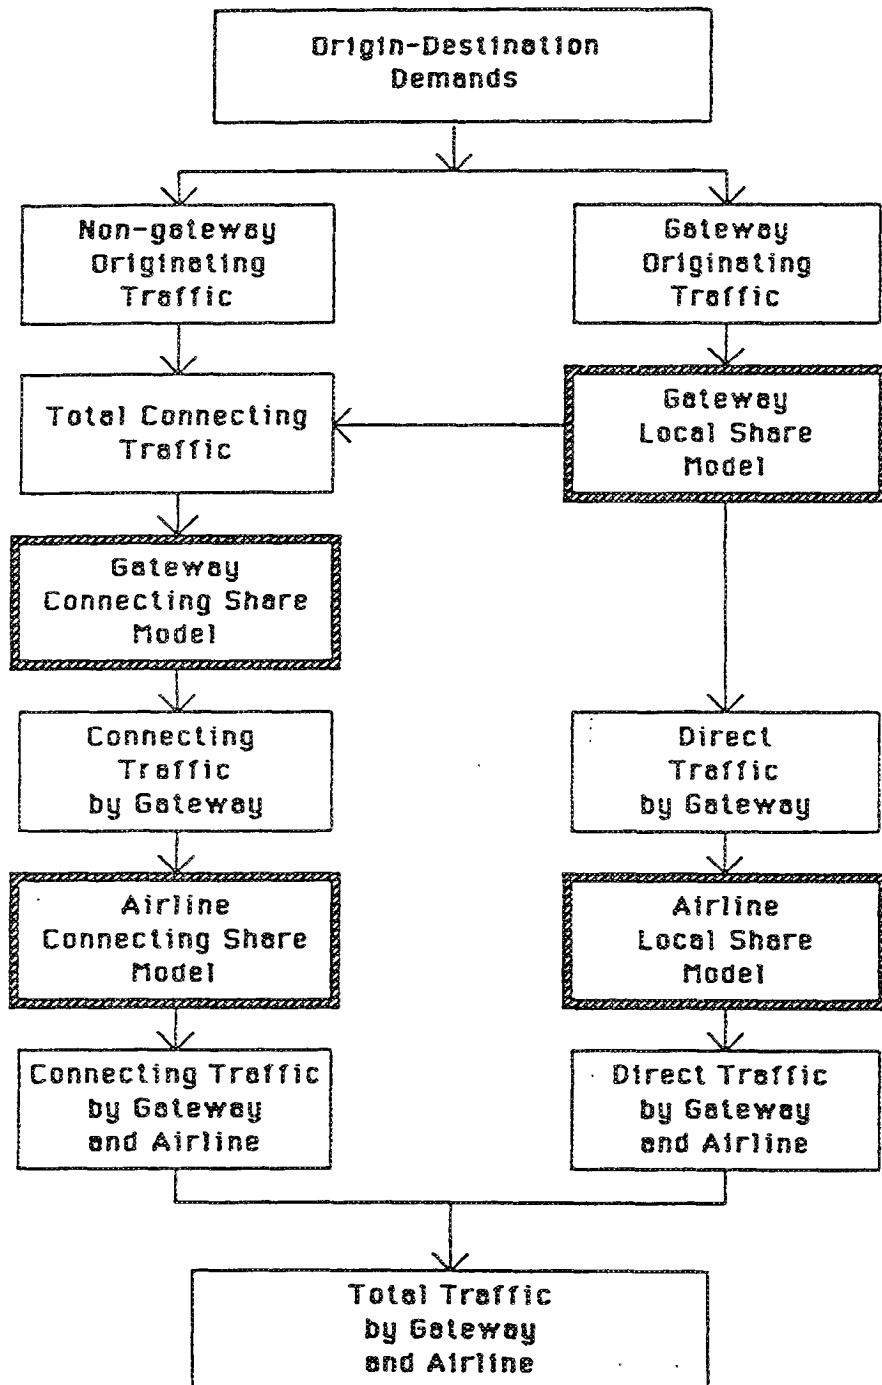 Origin-Destination
Demands
Non-gateway
Originating
Traffic
Gateway
Originating
Traffic
Total Connecting
Traffic
Gateway
Local Share
Model
Gateway
Connecting Share
Model
Connecting
Traffic
by Gateway
Direct
Traffic
by Gateway
Airline
Connecting Share
Model
Airline
Local Share
Model
Connecting Traffic
by Gateway
and Airline
Direct Traffic
by Gateway
and Airline
Total Traffic
by Gateway
and Airline